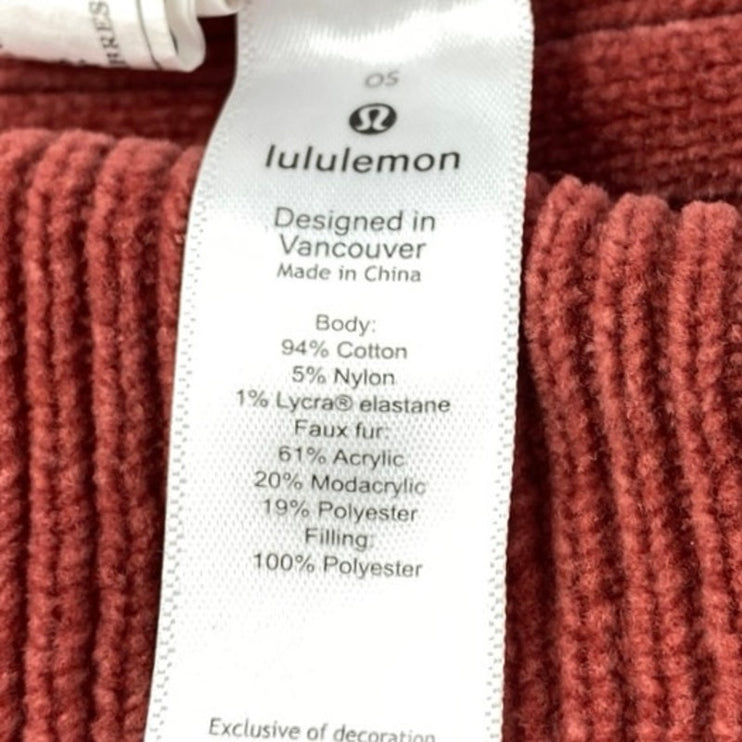 OS
lululemon
Designed in
Vancouver
Made in China
Body:
94% Cotton
5% Nylon
1% Lycra® elastane
Faux fur:
61% Acrylic
20% Modacrylic
19% Polyester
Filling:
100% Polyester
Exclusive of decoration